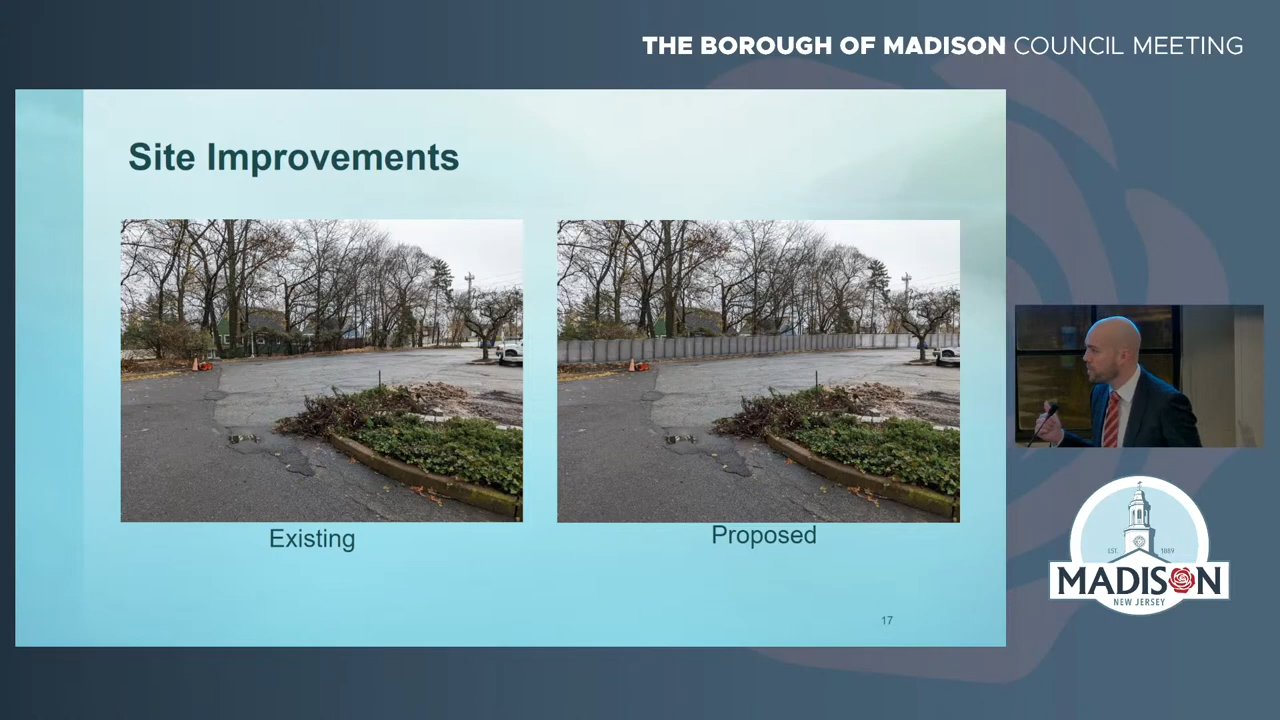 THE BOROUGH OF MADISON COUNCIL MEETING
Site Improvements
Existing
Proposed
17
EST. 1889
MADISON
NEW JERSEY